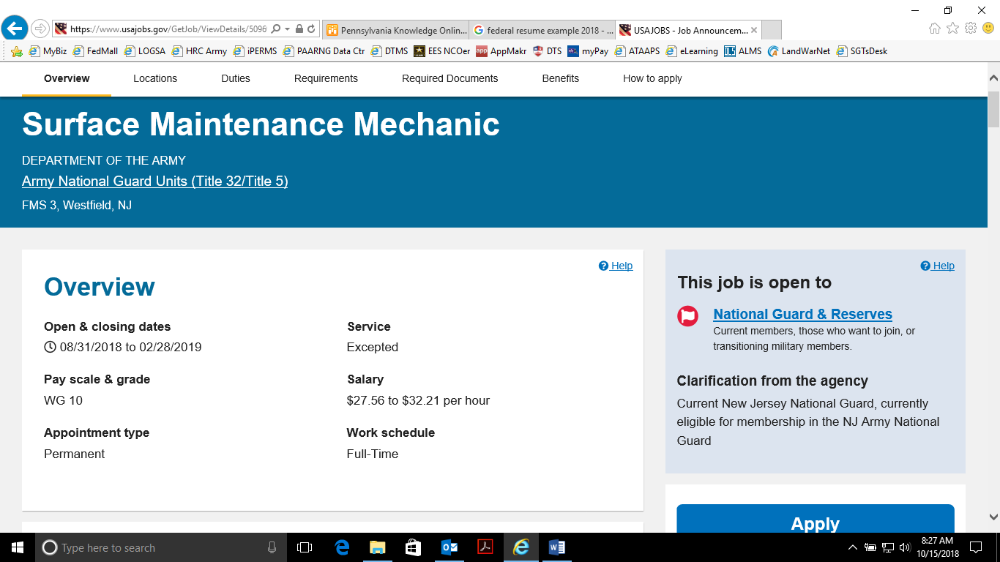 https://www.usajobs.gov/GetJob/ViewDetails/5096
Pennsylvania Knowledge Onlin...
federal resume example 2018 - ...
USAJOBS - Job Announcem...
MyBiz FedMall LOGSA HRC Army iPERMS PAARNG Data Ctr DTMS EES NCOer AppMakr DTS myPay ATAAPS eLearning ALMS LandWarNet SGTsDesk
Overview Locations Duties Requirements Required Documents Benefits How to apply
Surface Maintenance Mechanic
DEPARTMENT OF THE ARMY
Army National Guard Units (Title 32/Title 5)
FMS 3, Westfield, NJ
Help
Overview
Open & closing dates
08/31/2018 to 02/28/2019
Service
Excepted
Pay scale & grade
WG 10
Salary
$27.56 to $32.21 per hour
Appointment type
Permanent
Work schedule
Full-Time
Help
This job is open to
National Guard & Reserves
Current members, those who want to join, or
transitioning military members.
Clarification from the agency
Current New Jersey National Guard, currently
eligible for membership in the NJ Army National
Guard
Apply
Type here to search
8:27 AM
10/15/2018